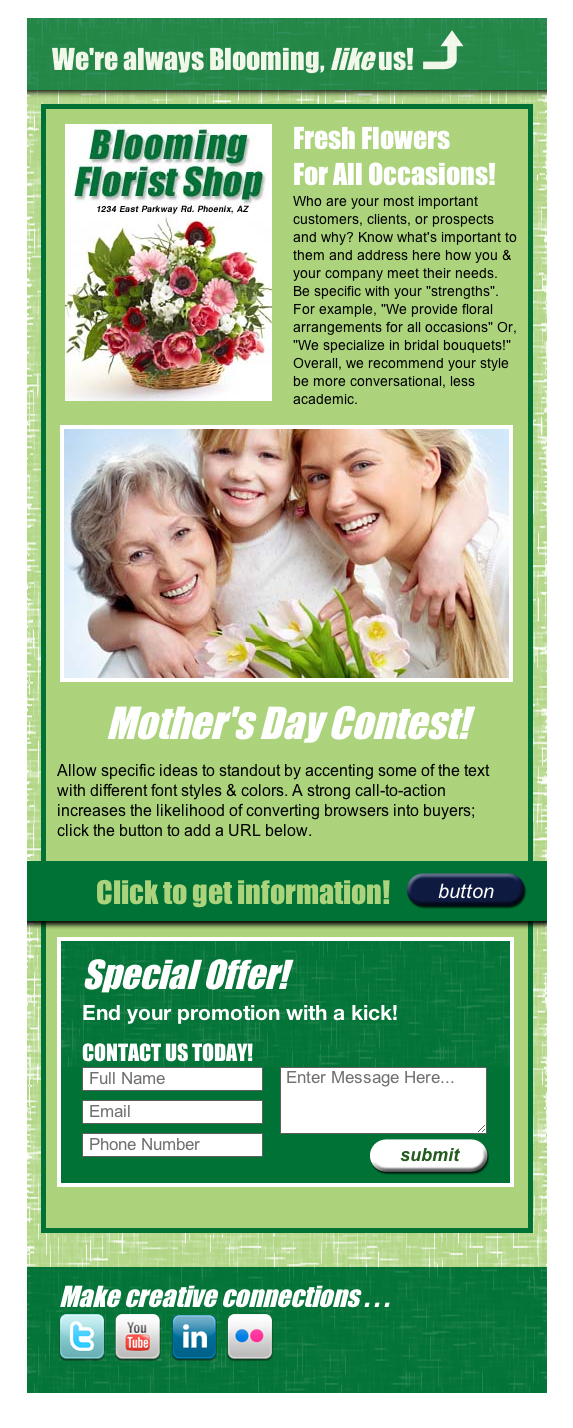 We're always Blooming, like us!
Blooming
Florist Shop
1234 East Parkway Rd. Phoenix, AZ
Fresh Flowers
For All Occasions!
Who are your most important
customers, clients, or prospects
and why? Know what's important to
them and address here how you &
your company meet their needs.
Be specific with your "strengths".
For example, "We provide floral
arrangements for all occasions" Or,
"We specialize in bridal bouquets!"
Overall, we recommend your style
be more conversational, less
academic.
Mother's Day Contest!
Allow specific ideas to standout by accenting some of the text
with different font styles & colors. A strong call-to-action
increases the likelihood of converting browsers into buyers;
click the button to add a URL below.
Click to get information! button
Special Offer!
End your promotion with a kick!
CONTACT US TODAY!
Full Name
Email
Phone Number
Enter Message Here...
submit
Make creative connections . . .
You
Tube
in